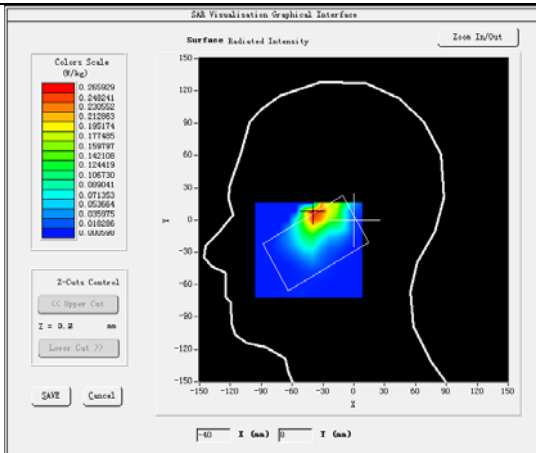 SAR Visualisation Graphical Interface
Surface Radiated Intensity
Zoom In/Out
Colors Scale
(W/kg)
0.265929
0.248241
0.230552
0.212863
0.195174
0.177485
0.159797
0.142108
0.124419
0.106730
0.089041
0.071353
0.053664
0.035975
0.018286
0.000598
Z-Cuts Control
<< Upper Cut
Z = 0.2 mm
Lower Cut >>
SAVE Cancel
150-
120-
90-
60-
30-
0-
-30-
-60-
-90-
-120-
-150-
Y
-150 -120 -90 -60 -30 0 30 60 90 120 150
X
-40 X (mm) 8 Y (mm)